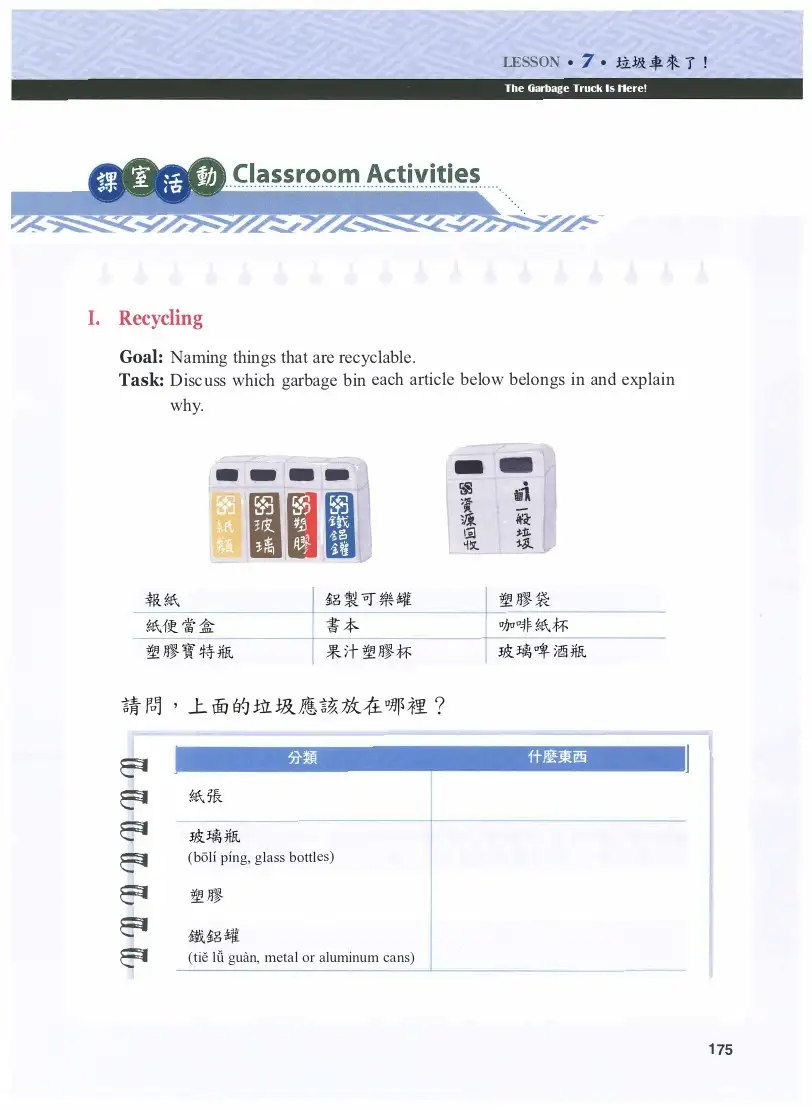 LESSON • 7 • 垃圾車來了！
The Garbage Truck Is Here!
課室活動 Classroom Activities
I. Recycling
Goal: Naming things that are recyclable.
Task: Discuss which garbage bin each article below belongs in and explain
why.
紙類
玻璃
塑膠
鐵鋁罐
資源回收
一般垃圾
報紙 鋁製可樂罐 塑膠袋
紙便當盒 書本 咖啡紙杯
塑膠寶特瓶 果汁塑膠杯 玻璃啤酒瓶
請問，上面的垃圾應該放在哪裡？
分類 什麼東西
紙張
玻璃瓶
(bōlí píng, glass bottles)
塑膠
鐵鋁罐
(tiě lǚ guàn, metal or aluminum cans)
175